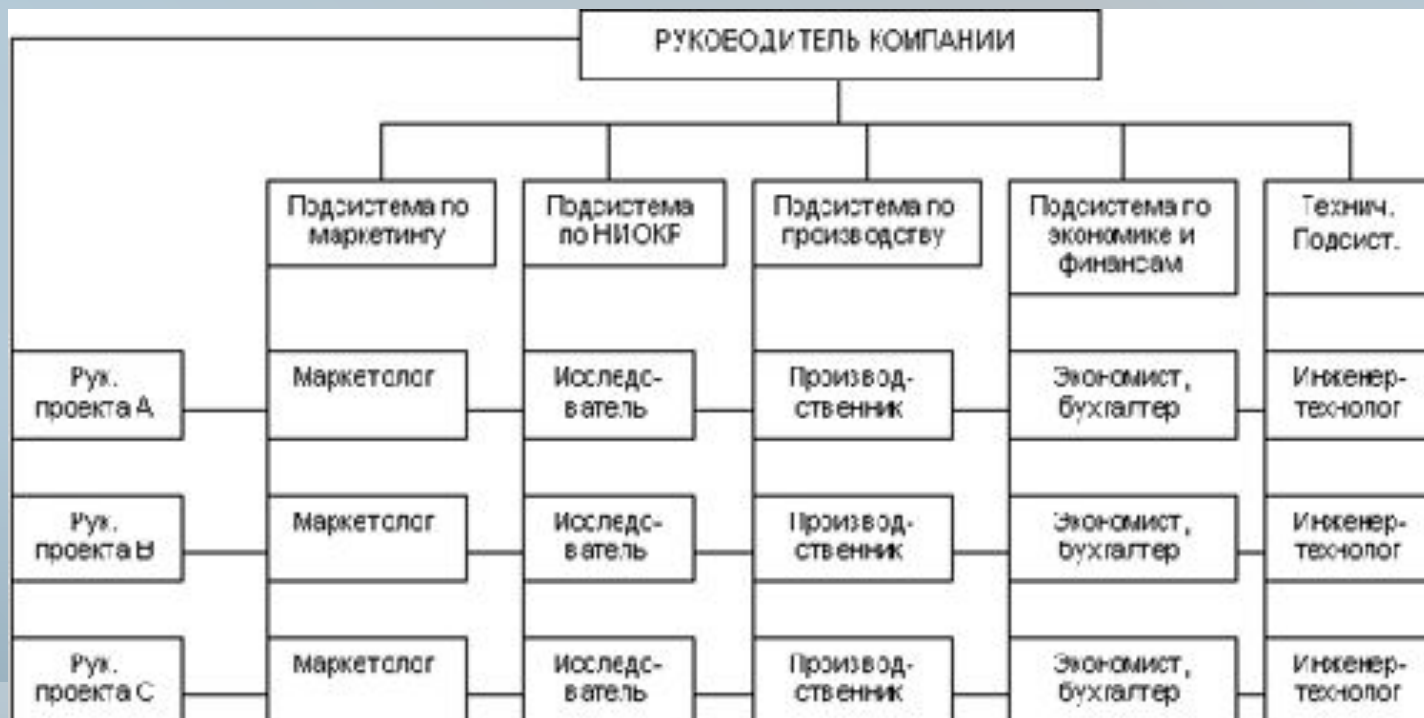 РУКОВОДИТЕЛЬ КОМПАНИИ
Подсистема по
маркетингу
Подсистема
по НИОКР
Подсистема по
производству
Подсистема по
экономике и
финансам
Технич.
Подсист.
Рук.
проекта А
Маркетолог
Исследо-
ватель
Производ-
ственник
Экономист,
бухгалтер
Инженер-
технолог
Рук.
проекта В
Маркетолог
Исследо-
ватель
Производ-
ственник
Экономист,
бухгалтер
Инженер-
технолог
Рук.
проекта С
Маркетолог
Исследо-
ватель
Производ-
ственник
Экономист,
бухгалтер
Инженер-
технолог